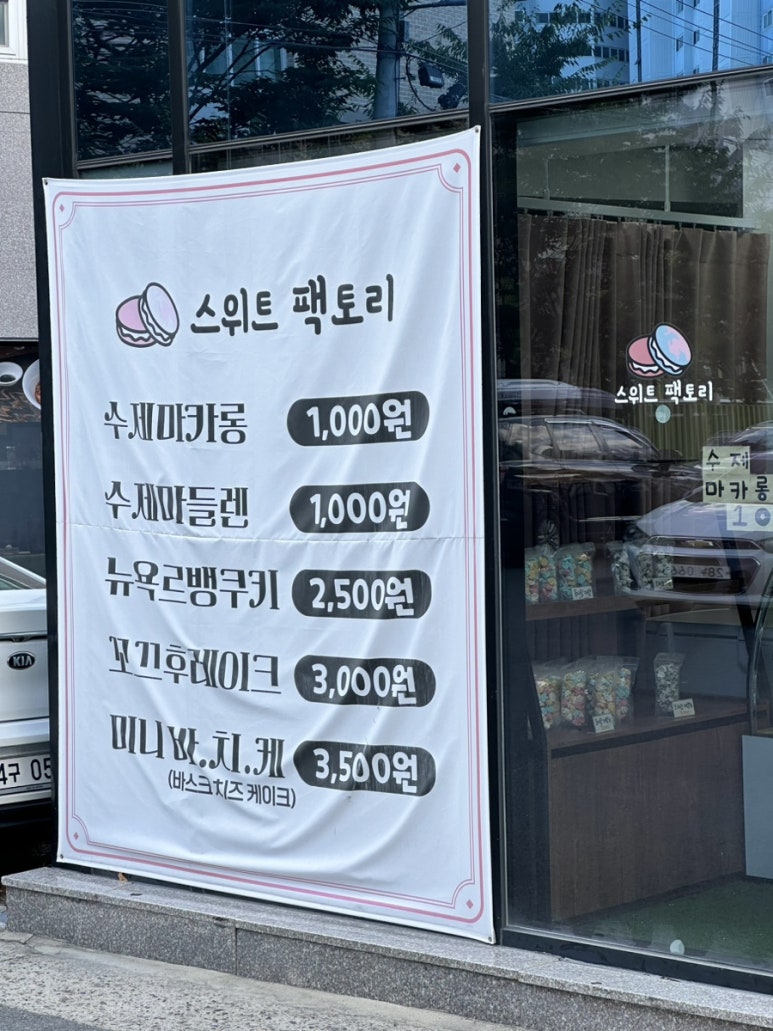 스위트 팩토리
수제마카롱 1,000원
수제마들렌 1,000원
뉴욕르뱅쿠키 2,500원
꼬끄후레이크 3,000원
미니 바.치.케 3,500원
(바스크치즈 케이크)
스위트 팩토리
수제
마카롱
KIA